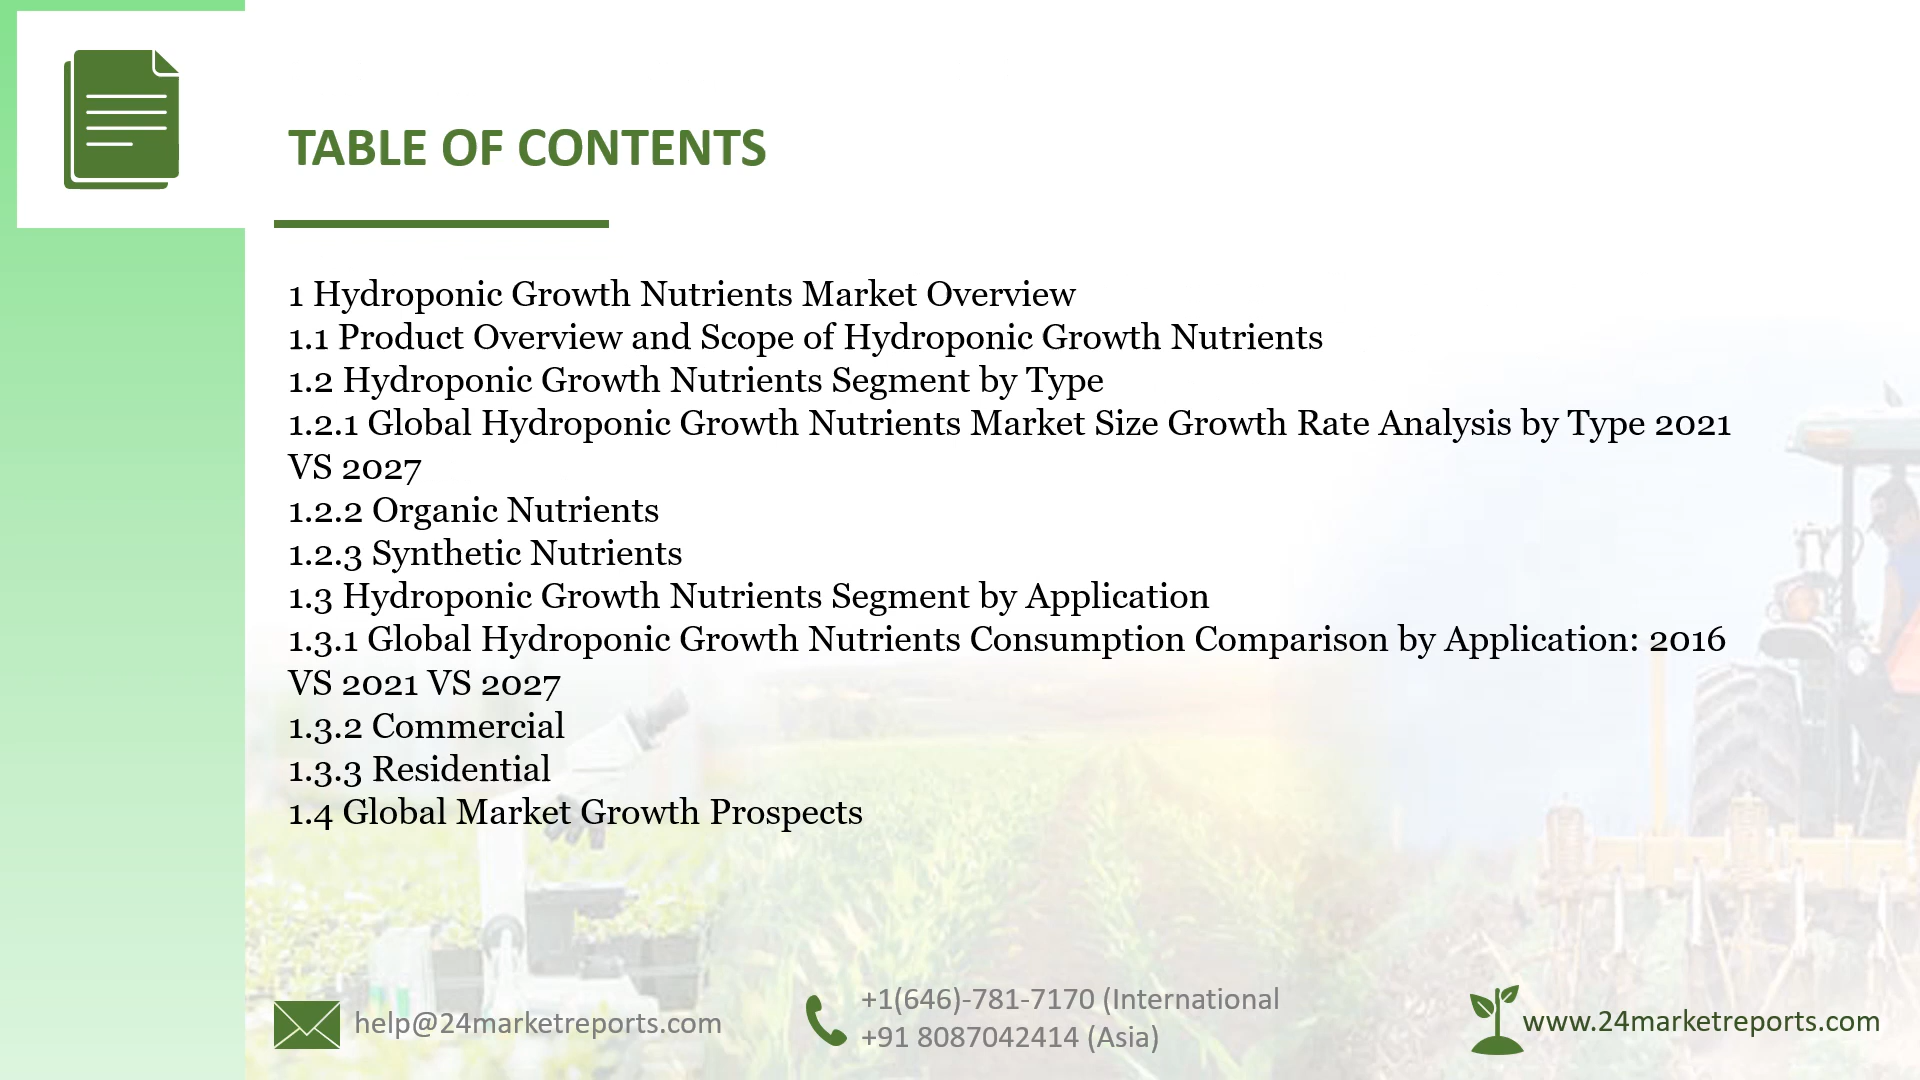 TABLE OF CONTENTS
1 Hydroponic Growth Nutrients Market Overview
1.1 Product Overview and Scope of Hydroponic Growth Nutrients
1.2 Hydroponic Growth Nutrients Segment by Type
1.2.1 Global Hydroponic Growth Nutrients Market Size Growth Rate Analysis by Type 2021
VS 2027
1.2.2 Organic Nutrients
1.2.3 Synthetic Nutrients
1.3 Hydroponic Growth Nutrients Segment by Application
1.3.1 Global Hydroponic Growth Nutrients Consumption Comparison by Application: 2016
VS 2021 VS 2027
1.3.2 Commercial
1.3.3 Residential
1.4 Global Market Growth Prospects
help@24marketreports.com
+1(646)-781-7170 (International
+91 8087042414 (Asia)
www.24marketreports.com